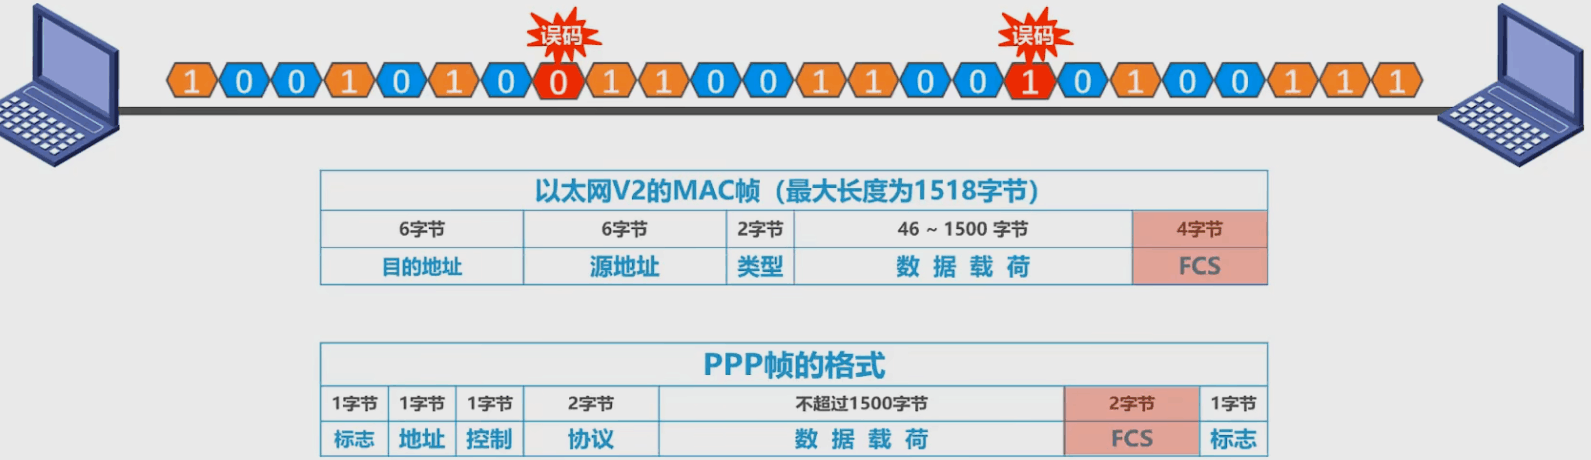 误码 误码
1 0 0 1 0 1 0 0 1 1 0 0 1 1 0 0 1 0 1 0 0 1 1 1
以太网V2的MAC帧（最大长度为1518字节）
6字节 6字节 2字节 46 ~ 1500 字节 4字节
目的地址 源地址 类型 数 据 载 荷 FCS
PPP帧的格式
1字节 1字节 1字节 2字节 不超过1500字节 2字节 1字节
标志 地址 控制 协议 数 据 载 荷 FCS 标志